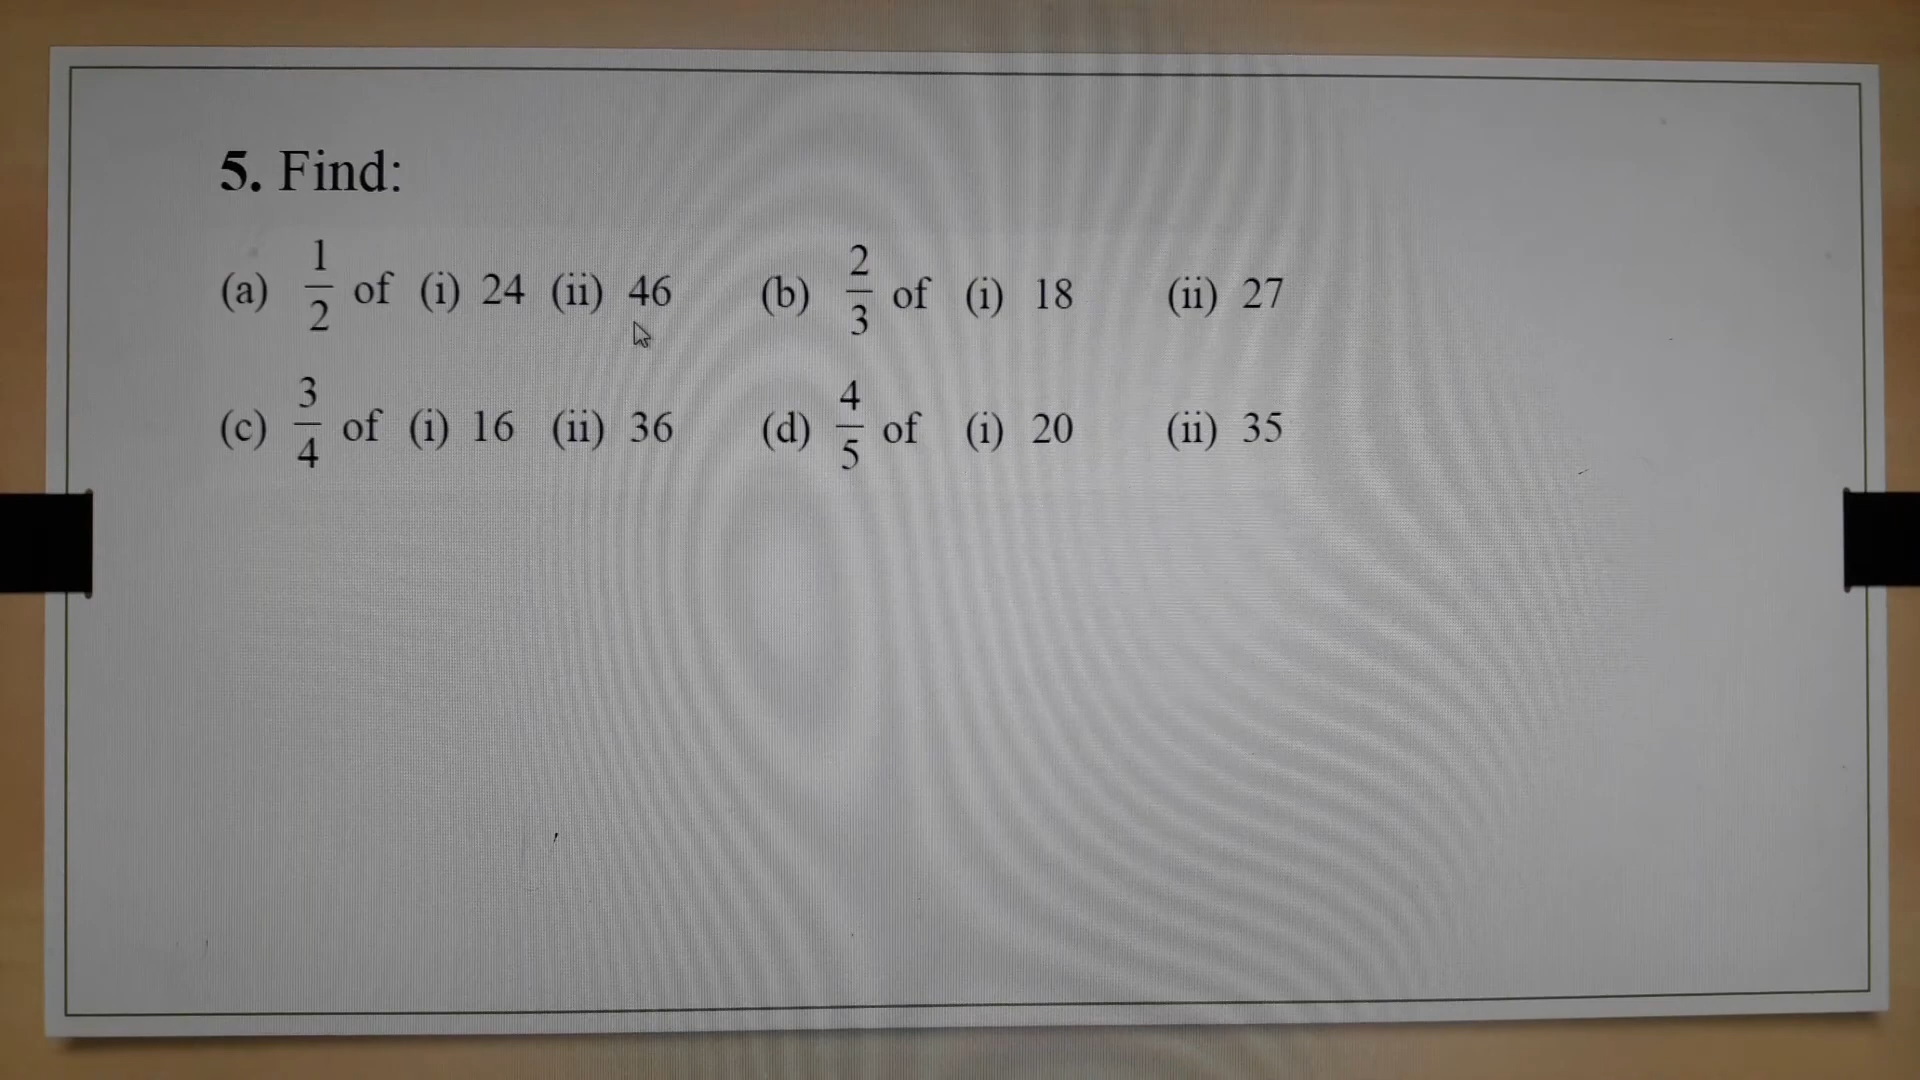 5. Find:
(a) 1/2 of (i) 24 (ii) 46 (b) 2/3 of (i) 18 (ii) 27
(c) 3/4 of (i) 16 (ii) 36 (d) 4/5 of (i) 20 (ii) 35